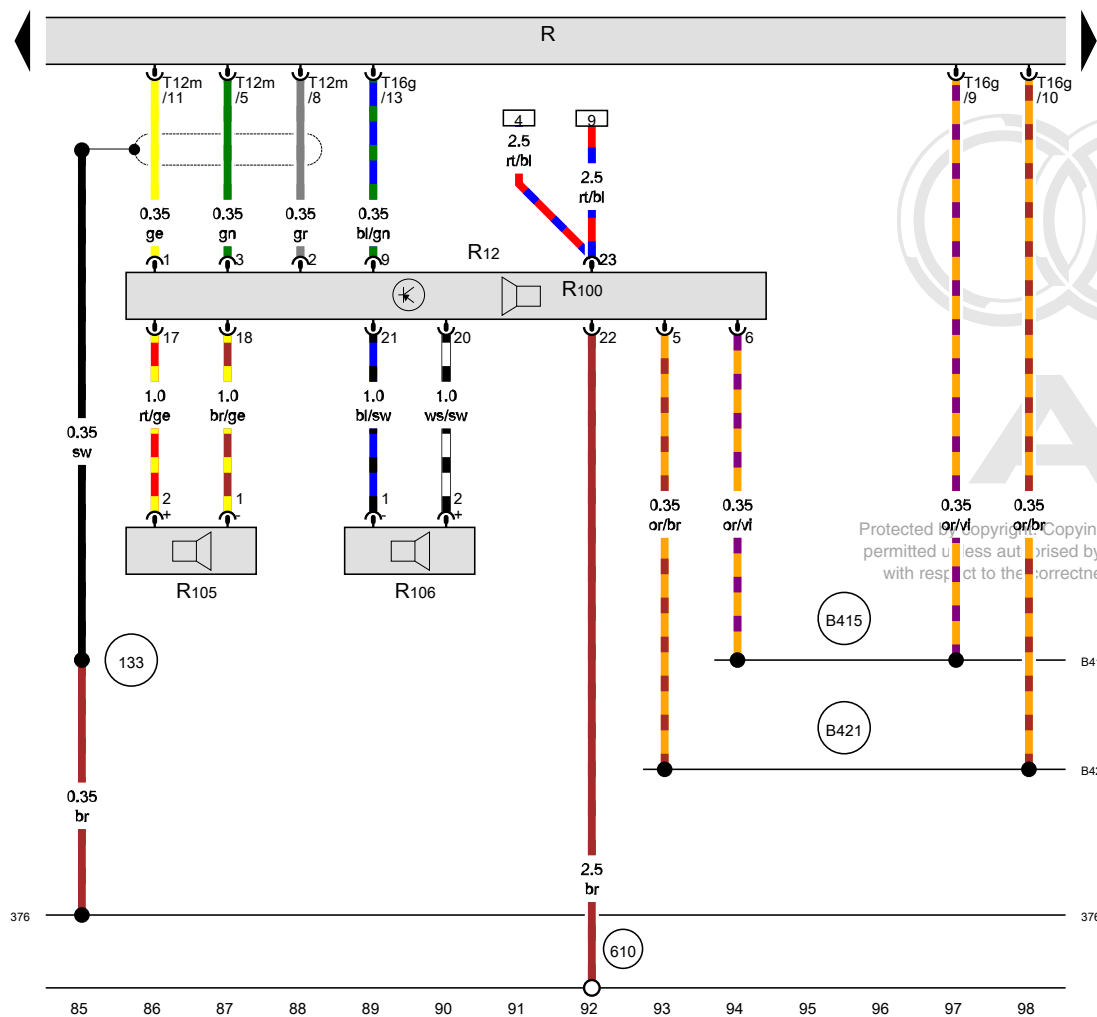 R
T12m
/11
T12m
/5
T12m
/8
T16g
/13
T16g
/9
T16g
/10
4
9
2.5
rt/bl
2.5
rt/bl
0.35
ge
0.35
gn
0.35
gr
0.35
bl/gn
1
3
2
9
R12
23
R100
17
18
21
20
22
5
6
1.0
rt/ge
1.0
br/ge
1.0
bl/sw
1.0
ws/sw
0.35
sw
2
+
1
-
1
-
2
+
0.35
or/br
0.35
or/vi
0.35
or/vi
0.35
or/br
R105
R106
Protected by copyright. Copyin
permitted unless authorised by
with respect to the correctne
133
B415
B421
0.35
br
2.5
br
376
376
610
85 86 87 88 89 90 91 92 93 94 95 96 97 98